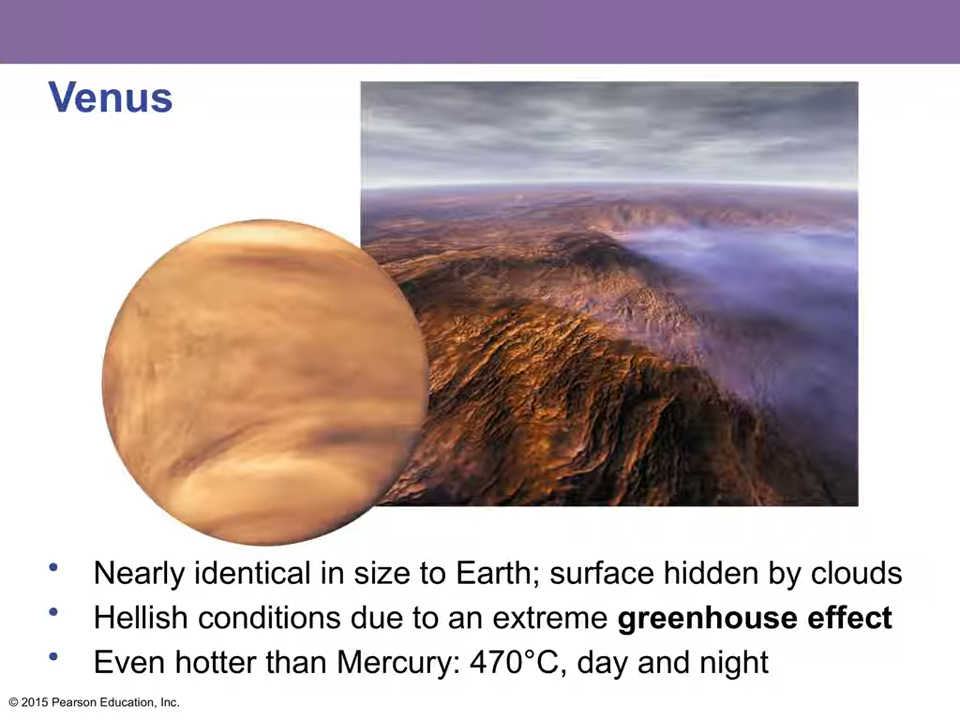 Venus
• Nearly identical in size to Earth; surface hidden by clouds
• Hellish conditions due to an extreme greenhouse effect
• Even hotter than Mercury: 470°C, day and night
© 2015 Pearson Education, Inc.